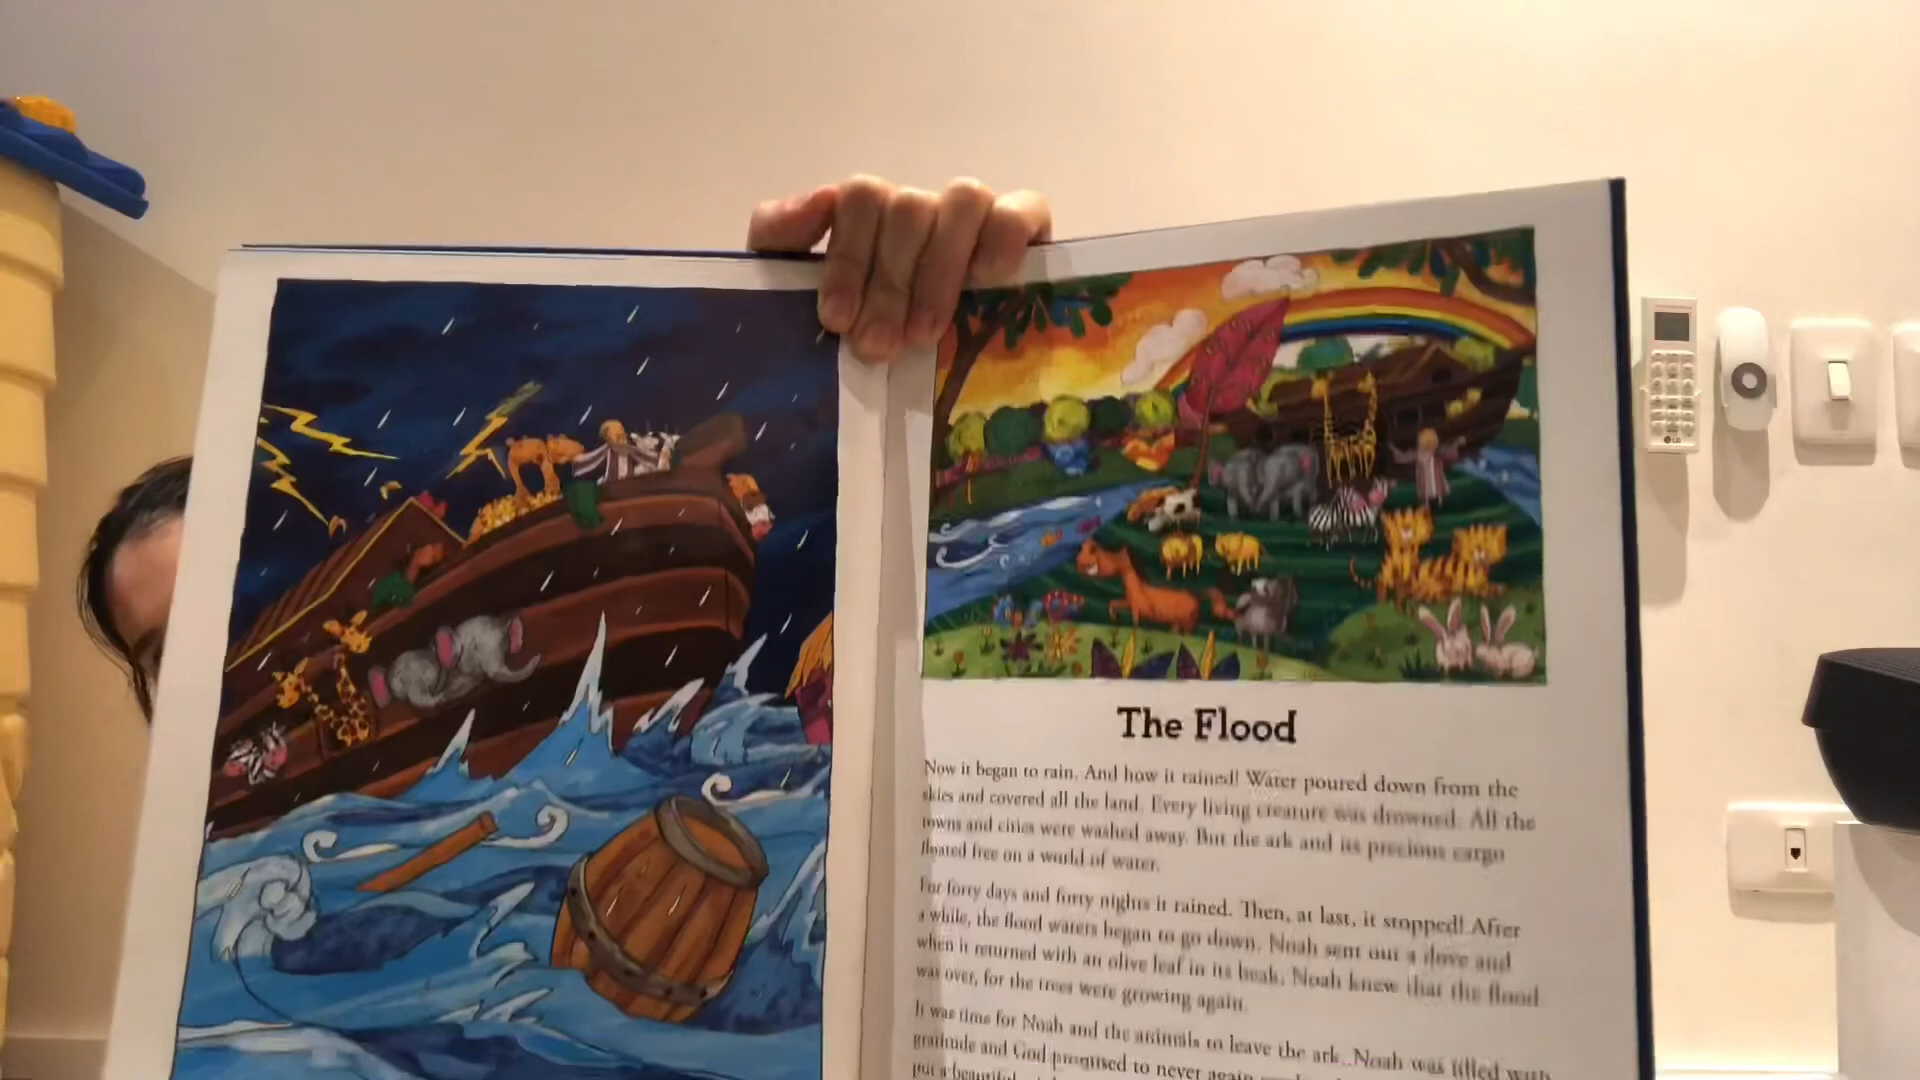 The Flood
Now it began to rain. And how it rained! Water poured down from the
skies and covered all the land. Every living creature was drowned. All the
towns and cities were washed away. But the ark and its precious cargo
floated free on a world of water.
For forty days and forty nights it rained. Then, at last, it stopped! After
a while, the flood waters began to go down. Noah sent out a dove and
when it returned with an olive leaf in its beak, Noah knew that the flood
was over, for the trees were growing again.
It was time for Noah and the animals to leave the ark. Noah was filled with
gratitude and God promised to never again
put a beautiful
LG